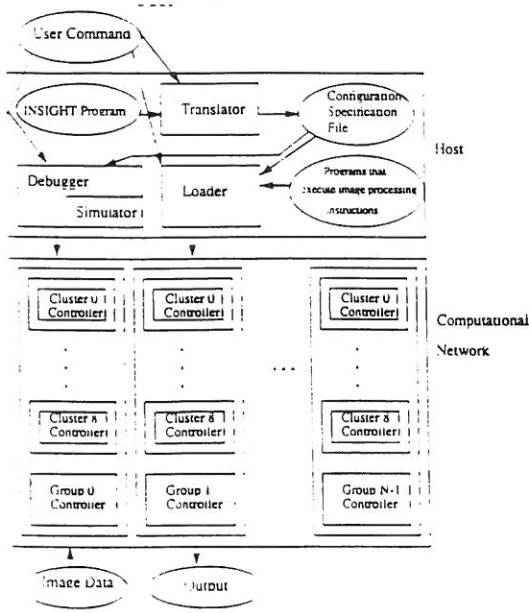 User Command
INSIGHT Program
Translator
Configuration
Specification
File
Host
Debugger
Simulator
Loader
Programs that
execute image processing
instructions
Cluster 0
Controller
Cluster 0
Controller
Cluster 0
Controller
Computational
Network
. . .
Cluster 8
Controller
Cluster 8
Controller
Cluster 8
Controller
Group 0
Controller
Group 1
Controller
Group N-1
Controller
Image Data
Output